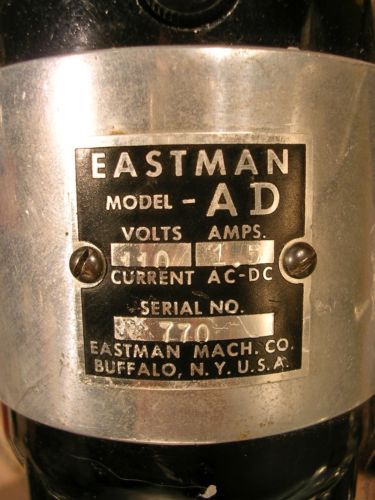 EASTMAN
MODEL - AD
VOLTS AMPS.
110 1.5
CURRENT AC-DC
SERIAL NO.
770
EASTMAN MACH. CO.
BUFFALO, N.Y. U.S.A